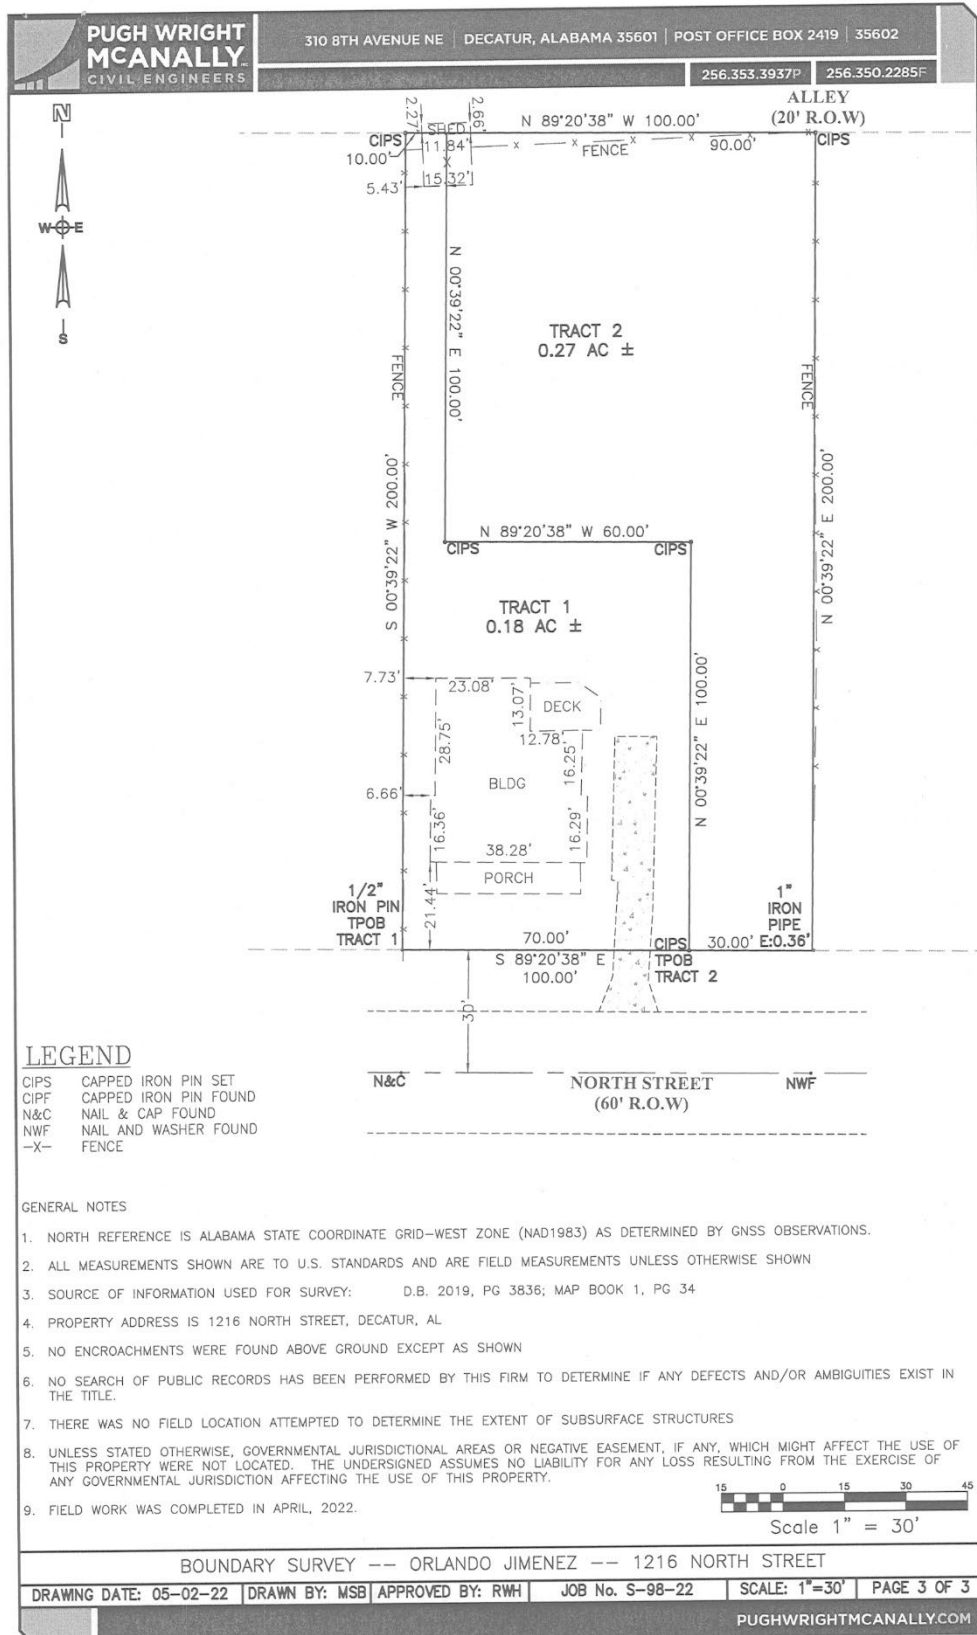 PUGH WRIGHT
MCANALLY INC
CIVIL ENGINEERS
310 8TH AVENUE NE | DECATUR, ALABAMA 35601 | POST OFFICE BOX 2419 | 35602
256.353.3937P
256.350.2285F
ALLEY
(20' R.O.W)
N
W E
S
2.27'
2.66'
SHED
11.84'
15.32'
CIPS
10.00'
5.43'
N 89°20'38" W 100.00'
FENCE
90.00'
CIPS
N 00°39'22" E 100.00'
TRACT 2
0.27 AC ±
FENCE
FENCE
S 00°39'22" W 200.00'
N 00°39'22" E 200.00'
N 89°20'38" W 60.00'
CIPS
CIPS
TRACT 1
0.18 AC ±
7.73'
23.08'
13.07'
DECK
12.78'
28.75'
16.25'
BLDG
6.66'
16.36'
16.29'
38.28'
PORCH
21.44'
N 00°39'22" E 100.00'
1/2"
IRON PIN
TPOB
TRACT 1
1"
IRON
PIPE
E:0.36'
70.00'
CIPS
30.00'
S 89°20'38" E
100.00'
TPOB
TRACT 2
30'
N&C
NORTH STREET
(60' R.O.W)
NWF
LEGEND
CIPS CAPPED IRON PIN SET
CIPF CAPPED IRON PIN FOUND
N&C NAIL & CAP FOUND
NWF NAIL AND WASHER FOUND
-X- FENCE
GENERAL NOTES
1. NORTH REFERENCE IS ALABAMA STATE COORDINATE GRID-WEST ZONE (NAD1983) AS DETERMINED BY GNSS OBSERVATIONS.
2. ALL MEASUREMENTS SHOWN ARE TO U.S. STANDARDS AND ARE FIELD MEASUREMENTS UNLESS OTHERWISE SHOWN
3. SOURCE OF INFORMATION USED FOR SURVEY: D.B. 2019, PG 3836; MAP BOOK 1, PG 34
4. PROPERTY ADDRESS IS 1216 NORTH STREET, DECATUR, AL
5. NO ENCROACHMENTS WERE FOUND ABOVE GROUND EXCEPT AS SHOWN
6. NO SEARCH OF PUBLIC RECORDS HAS BEEN PERFORMED BY THIS FIRM TO DETERMINE IF ANY DEFECTS AND/OR AMBIGUITIES EXIST IN
THE TITLE.
7. THERE WAS NO FIELD LOCATION ATTEMPTED TO DETERMINE THE EXTENT OF SUBSURFACE STRUCTURES
8. UNLESS STATED OTHERWISE, GOVERNMENTAL JURISDICTIONAL AREAS OR NEGATIVE EASEMENT, IF ANY, WHICH MIGHT AFFECT THE USE OF
THIS PROPERTY WERE NOT LOCATED. THE UNDERSIGNED ASSUMES NO LIABILITY FOR ANY LOSS RESULTING FROM THE EXERCISE OF
ANY GOVERNMENTAL JURISDICTION AFFECTING THE USE OF THIS PROPERTY.
9. FIELD WORK WAS COMPLETED IN APRIL, 2022.
15 0 15 30 45
Scale 1" = 30'
BOUNDARY SURVEY -- ORLANDO JIMENEZ -- 1216 NORTH STREET
DRAWING DATE: 05-02-22 DRAWN BY: MSB APPROVED BY: RWH JOB No. S-98-22 SCALE: 1"=30' PAGE 3 OF 3
PUGHWRIGHTMCANALLY.COM